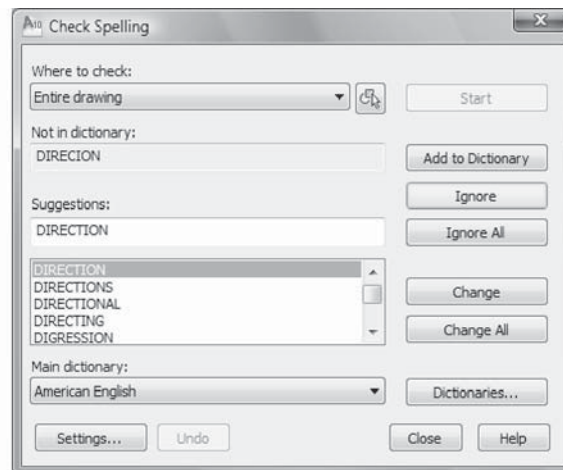 A10 Check Spelling
Where to check:
Entire drawing
Start
Not in dictionary:
DIRECION
Add to Dictionary
Ignore
Suggestions:
DIRECTION
Ignore All
DIRECTION
DIRECTIONS
DIRECTIONAL
DIRECTING
DIGRESSION
Change
Change All
Main dictionary:
American English
Dictionaries...
Settings...
Undo
Close
Help